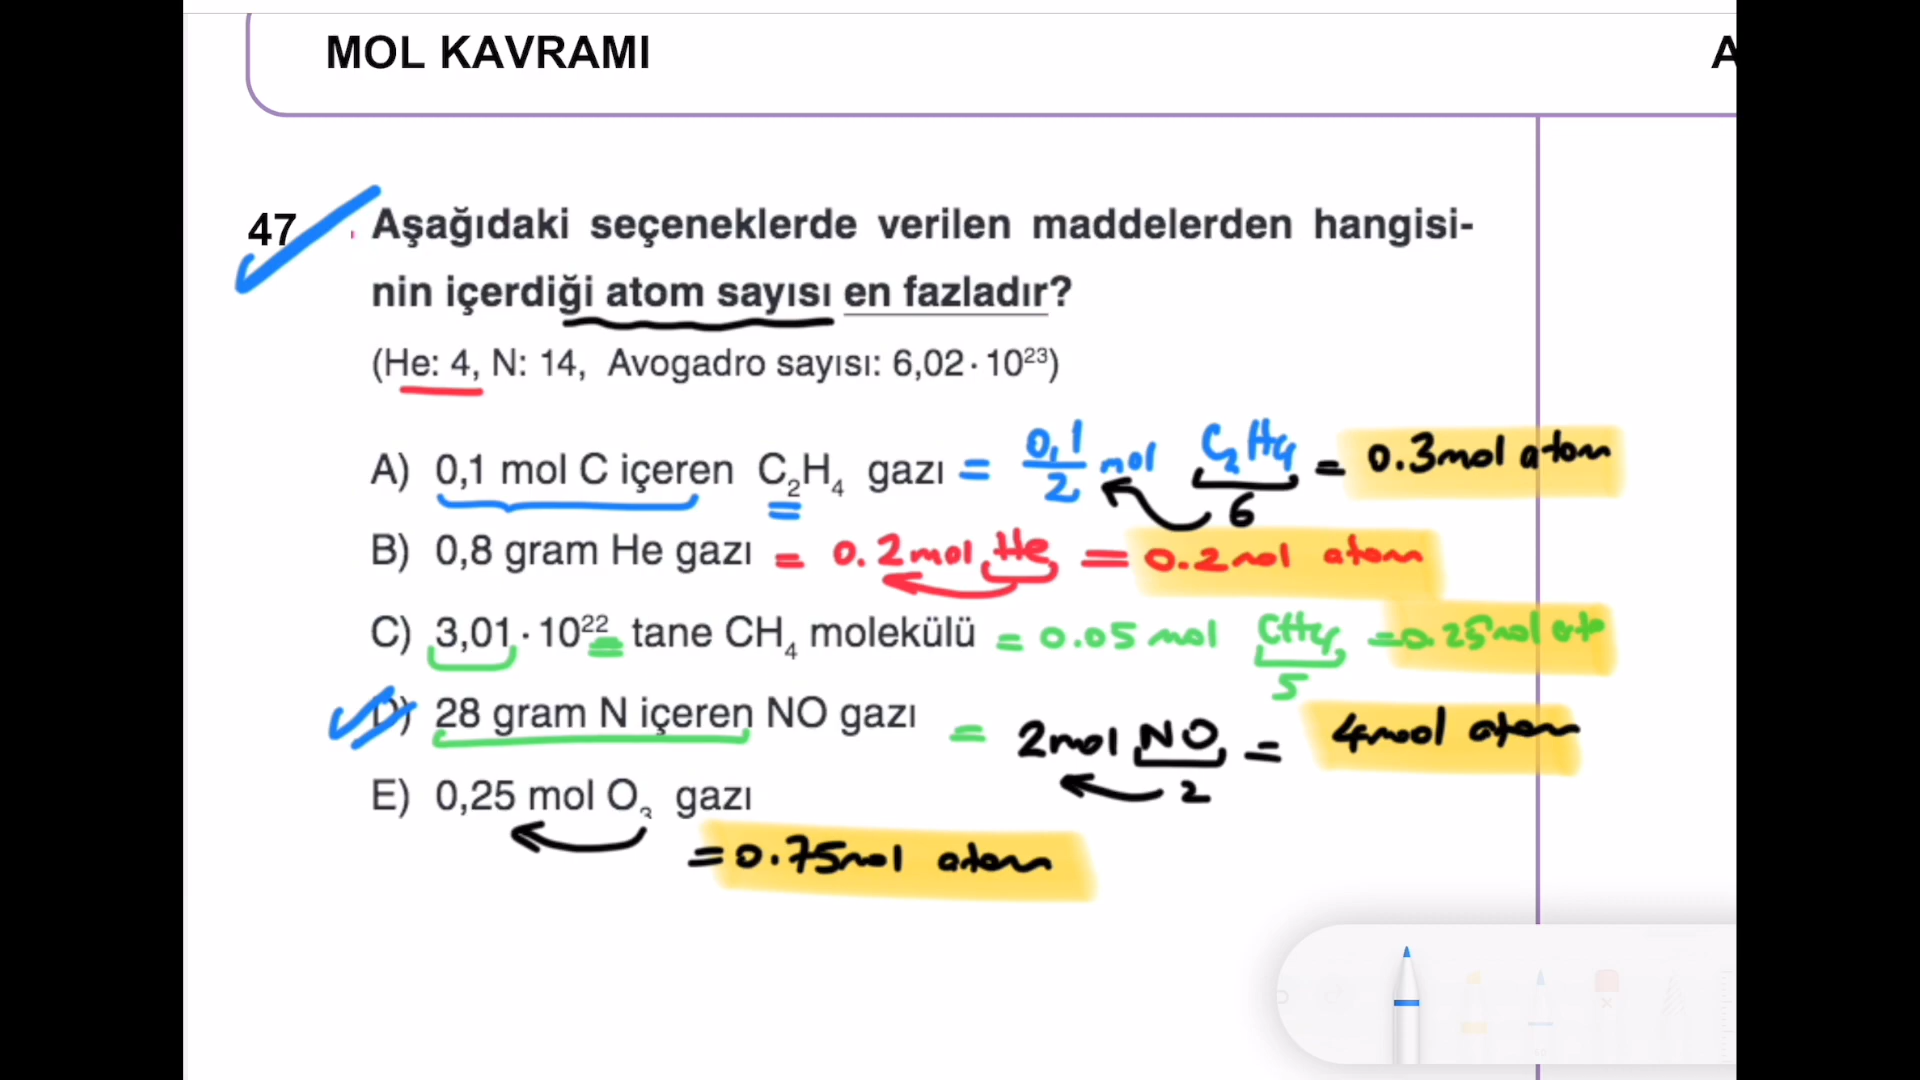 MOL KAVRAMI
A
47 Aşağıdaki seçeneklerde verilen maddelerden hangisi-
nin içerdiği atom sayısı en fazladır?
(He: 4, N: 14, Avogadro sayısı: 6,02·10²³)
A) 0,1 mol C içeren C₂H₄ gazı = 0,1/2 mol C₂H₄ = 0.3mol atom
6
B) 0,8 gram He gazı = 0.2mol He = 0.2mol atom
C) 3,01·10²² tane CH₄ molekülü = 0.05 mol CH₄ = 0.25mol ato
5
D) 28 gram N içeren NO gazı = 2mol NO = 4mol atom
2
E) 0,25 mol O₃ gazı
= 0.75mol atom